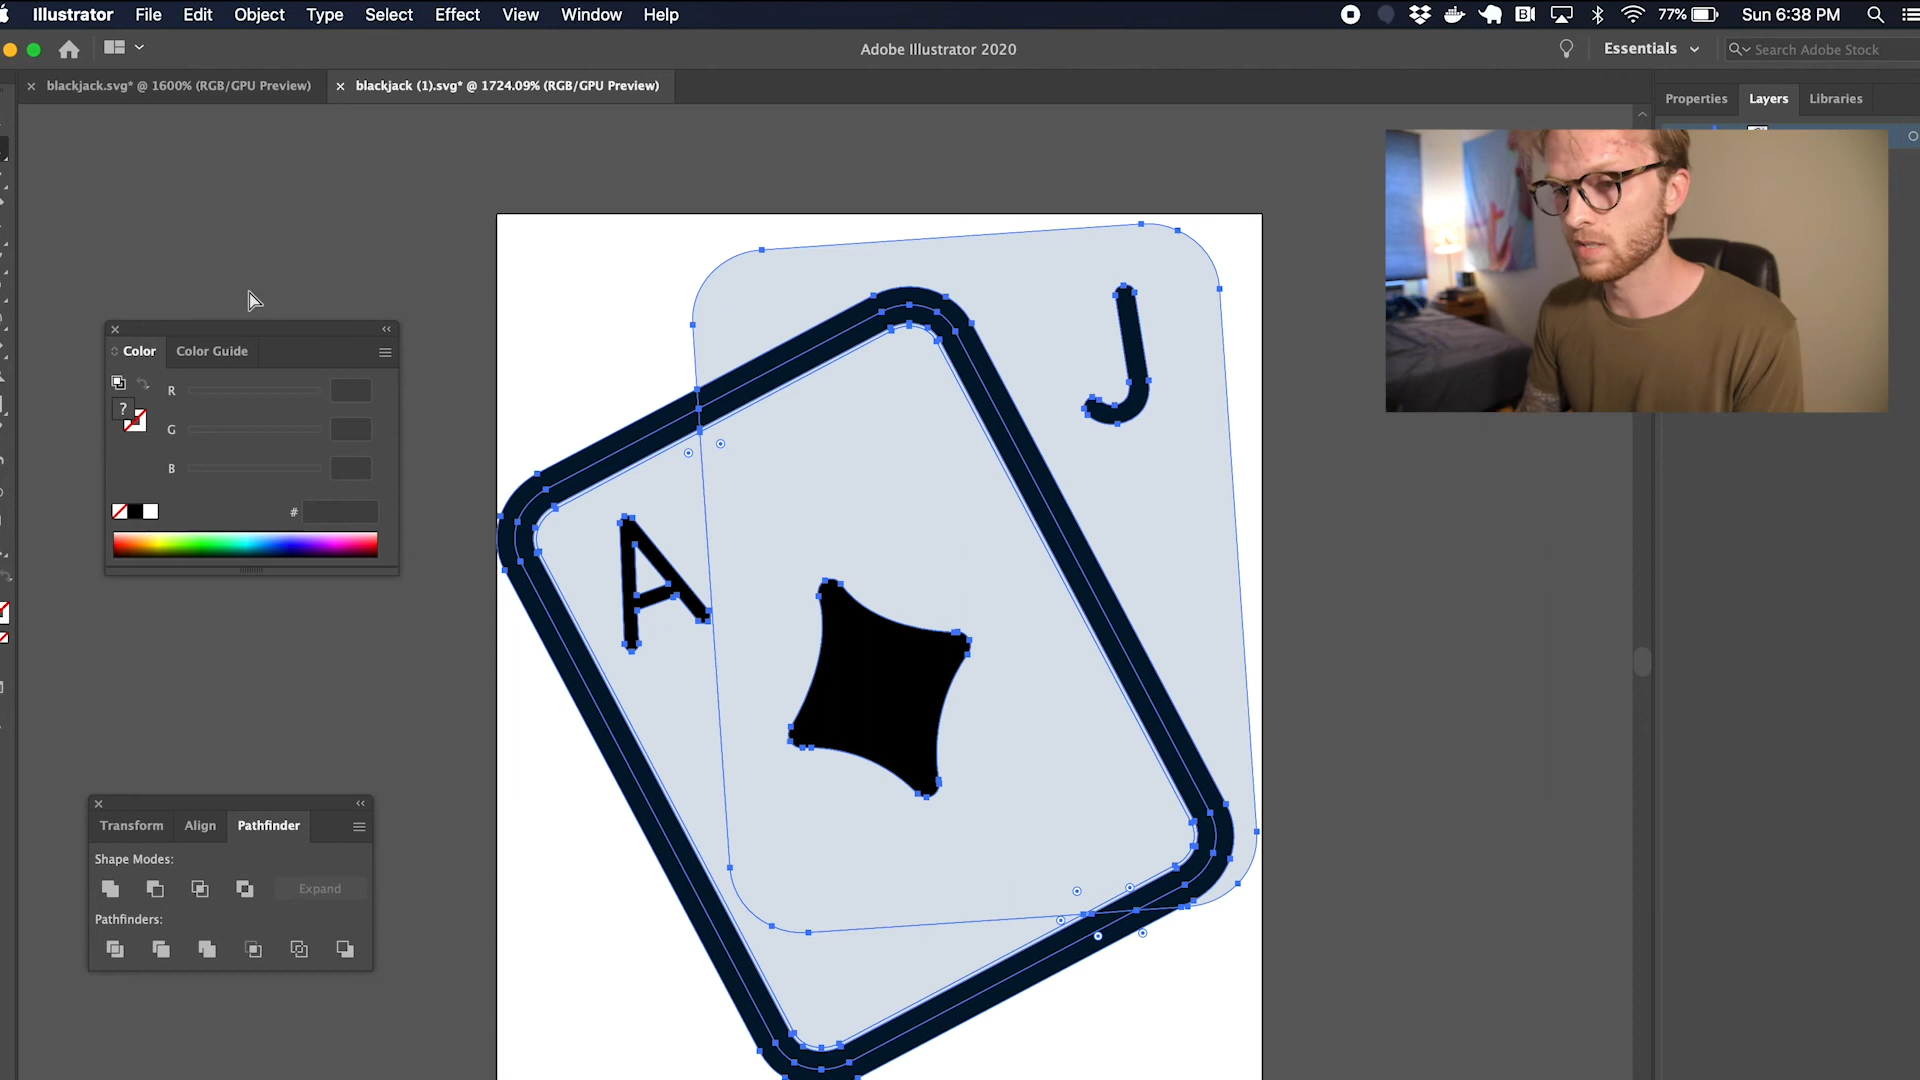 Illustrator File Edit Object Type Select Effect View Window Help 77% Sun 6:38 PM
Adobe Illustrator 2020 Essentials Search Adobe Stock
blackjack.svg* @ 1600% (RGB/GPU Preview) blackjack (1).svg* @ 1724.09% (RGB/GPU Preview)
Properties Layers Libraries
J
Color Color Guide
R
?
G
B
#
A
Transform Align Pathfinder
Shape Modes:
Expand
Pathfinders: